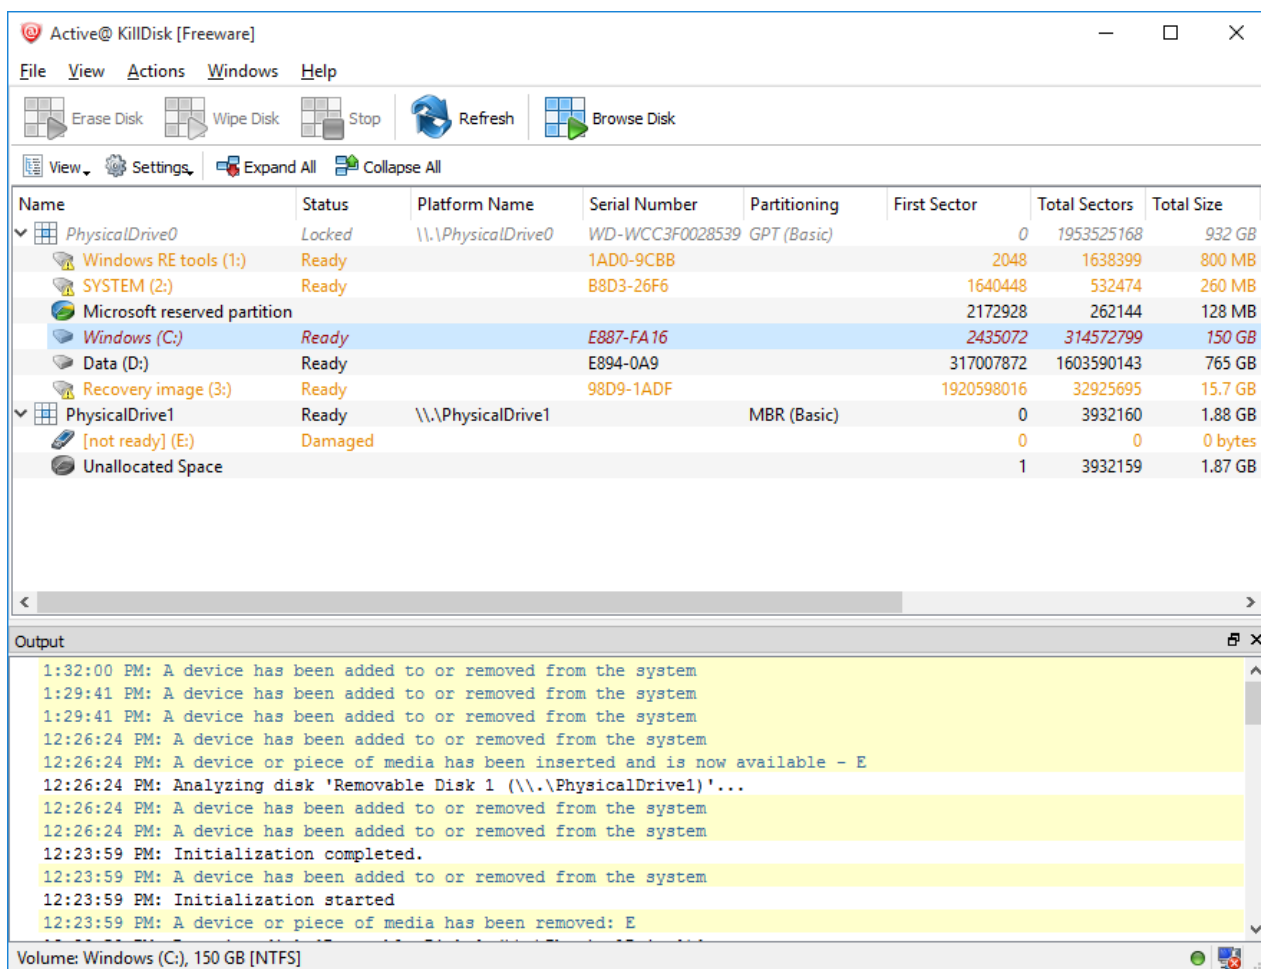 Active@ KillDisk [Freeware]
File View Actions Windows Help
Erase Disk Wipe Disk Stop Refresh Browse Disk
View Settings Expand All Collapse All
Name Status Platform Name Serial Number Partitioning First Sector Total Sectors Total Size
PhysicalDrive0 Locked \\.\PhysicalDrive0 WD-WCC3F0028539 GPT (Basic) 0 1953525168 932 GB
Windows RE tools (1:) Ready 1AD0-9CBB 2048 1638399 800 MB
SYSTEM (2:) Ready B8D3-26F6 1640448 532474 260 MB
Microsoft reserved partition 2172928 262144 128 MB
Windows (C:) Ready E887-FA16 2435072 314572799 150 GB
Data (D:) Ready E894-0A9 317007872 1603590143 765 GB
Recovery image (3:) Ready 98D9-1ADF 1920598016 32925695 15.7 GB
PhysicalDrive1 Ready \\.\PhysicalDrive1 MBR (Basic) 0 3932160 1.88 GB
[not ready] (E:) Damaged 0 0 0 bytes
Unallocated Space 1 3932159 1.87 GB
Output
1:32:00 PM: A device has been added to or removed from the system
1:29:41 PM: A device has been added to or removed from the system
1:29:41 PM: A device has been added to or removed from the system
12:26:24 PM: A device has been added to or removed from the system
12:26:24 PM: A device or piece of media has been inserted and is now available - E
12:26:24 PM: Analyzing disk 'Removable Disk 1 (\\.\PhysicalDrive1)'...
12:26:24 PM: A device has been added to or removed from the system
12:26:24 PM: A device has been added to or removed from the system
12:23:59 PM: Initialization completed.
12:23:59 PM: A device has been added to or removed from the system
12:23:59 PM: Initialization started
12:23:59 PM: A device or piece of media has been removed: E
Volume: Windows (C:), 150 GB [NTFS]